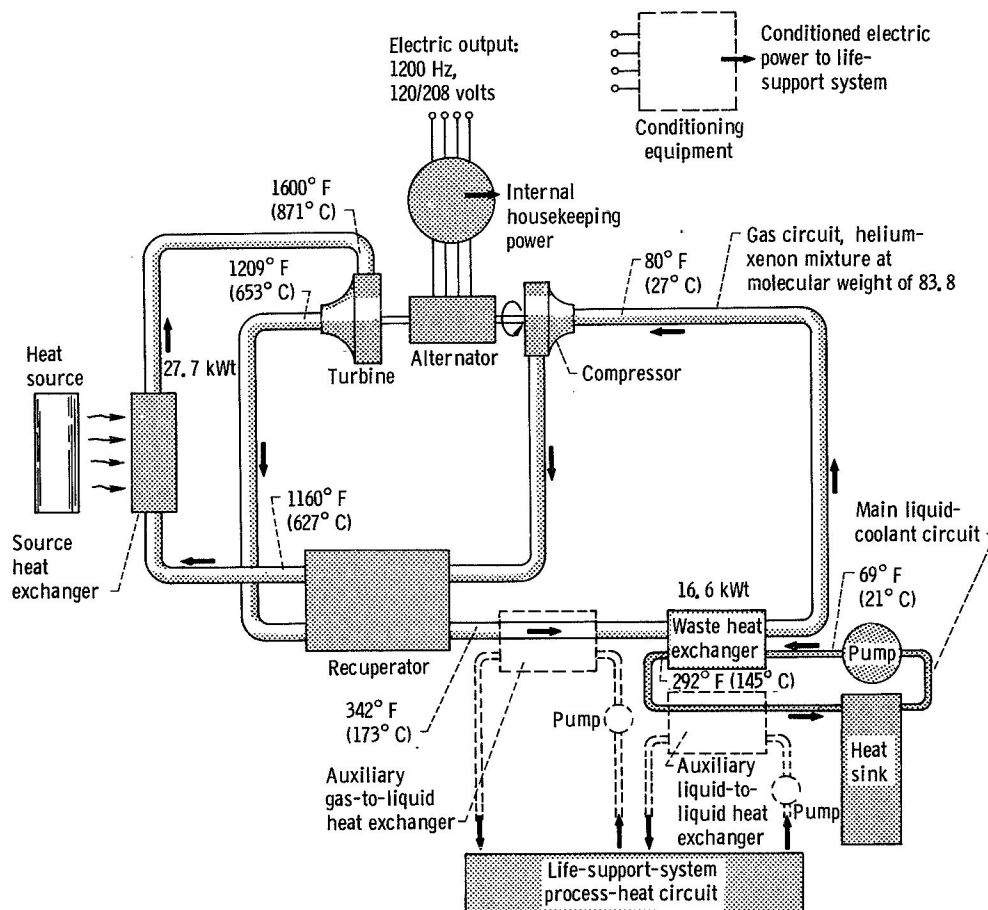 Electric output:
1200 Hz,
120/208 volts
Conditioned electric
power to life-
support system
Conditioning
equipment
1600° F
(871° C)
Internal
housekeeping
power
1209° F
(653° C)
80° F
(27° C)
Gas circuit, helium-
xenon mixture at
molecular weight of 83.8
Heat
source
27.7 kWt
Turbine
Alternator
Compressor
1160° F
(627° C)
Main liquid-
coolant circuit
Source
heat
exchanger
16.6 kWt
69° F
(21° C)
Waste heat
exchanger
Pump
Recuperator
292° F (145° C)
342° F
(173° C)
Pump
Heat
sink
Auxiliary
gas-to-liquid
heat exchanger
Auxiliary
liquid-to-
liquid heat
exchanger
Pump
Life-support-system
process-heat circuit